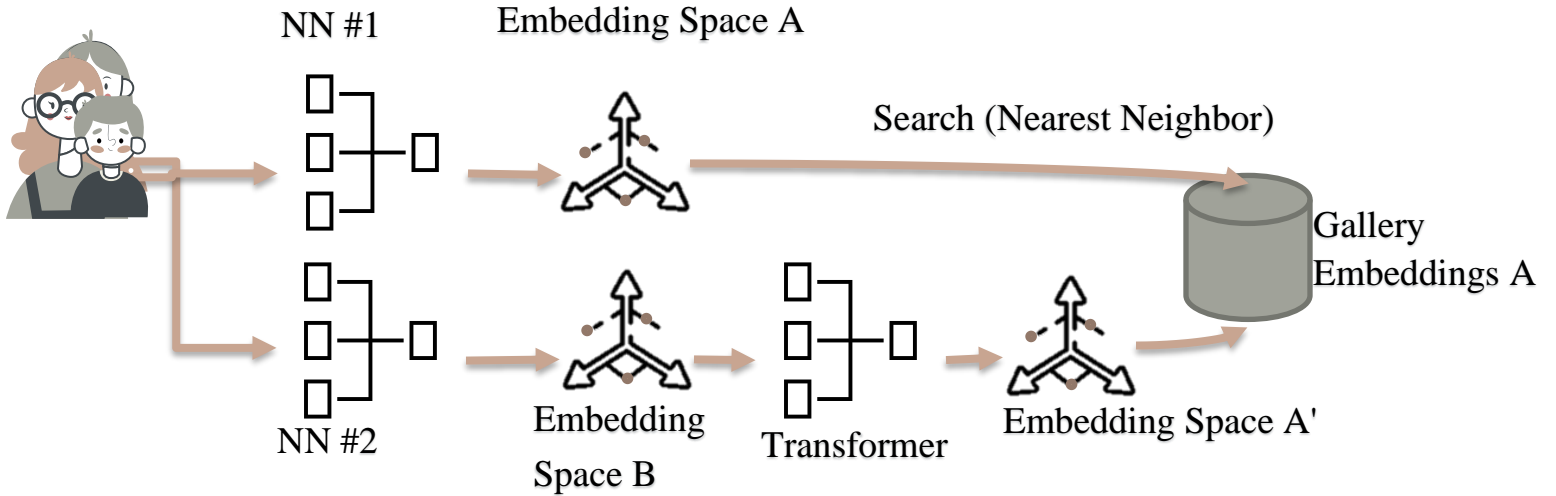 NN #1
Embedding Space A
Search (Nearest Neighbor)
Gallery
Embeddings A
NN #2
Embedding
Space B
Transformer
Embedding Space A'